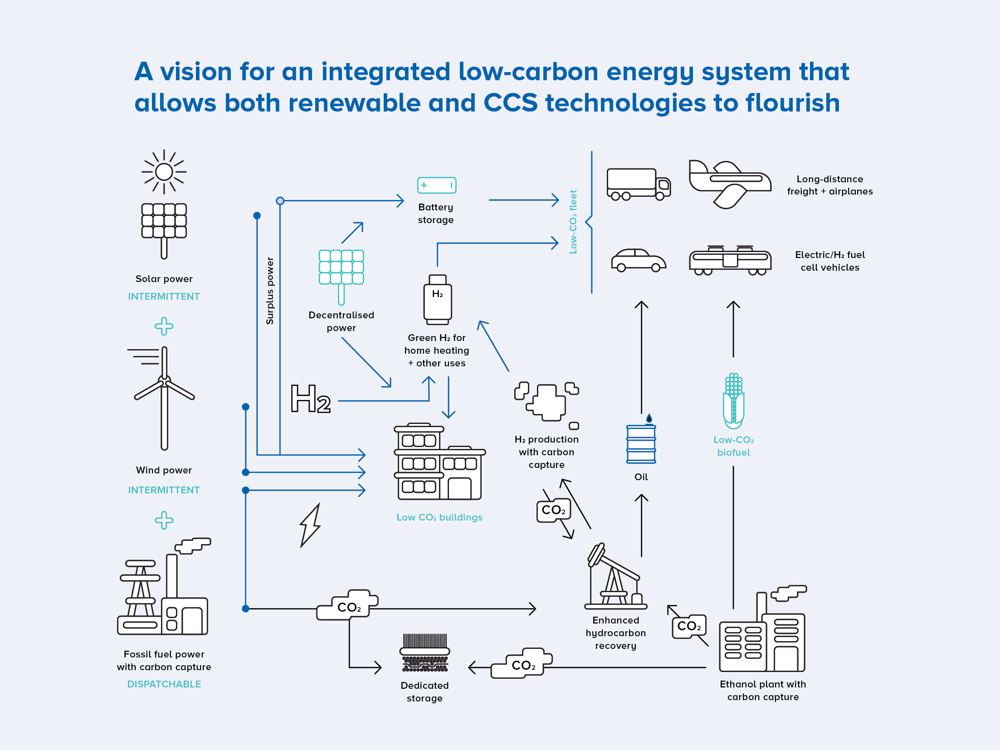 A vision for an integrated low-carbon energy system that
allows both renewable and CCS technologies to flourish
Solar power
INTERMITTENT
Wind power
INTERMITTENT
Fossil fuel power
with carbon capture
DISPATCHABLE
Surplus power
Battery
storage
Decentralised
power
H₂
Green H₂ for
home heating
+ other uses
H₂
Low CO₂ buildings
Low-CO₂ fleet
Long-distance
freight + airplanes
Electric/H₂ fuel
cell vehicles
H₂ production
with carbon
capture
CO₂
Oil
Low-CO₂
biofuel
CO₂
Enhanced
hydrocarbon
recovery
CO₂
Dedicated
storage
CO₂
Ethanol plant with
carbon capture